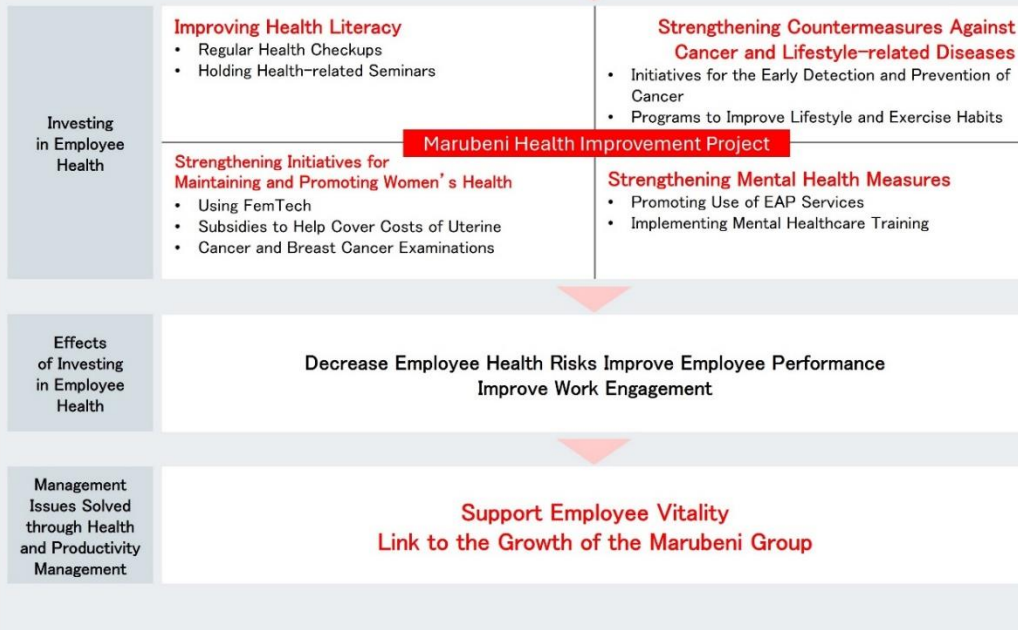 Investing
in Employee
Health
Improving Health Literacy
• Regular Health Checkups
• Holding Health-related Seminars
Strengthening Countermeasures Against
Cancer and Lifestyle-related Diseases
• Initiatives for the Early Detection and Prevention of
Cancer
• Programs to Improve Lifestyle and Exercise Habits
Marubeni Health Improvement Project
Strengthening Initiatives for
Maintaining and Promoting Women's Health
• Using FemTech
• Subsidies to Help Cover Costs of Uterine
• Cancer and Breast Cancer Examinations
Strengthening Mental Health Measures
• Promoting Use of EAP Services
• Implementing Mental Healthcare Training
Effects
of Investing
in Employee
Health
Decrease Employee Health Risks Improve Employee Performance
Improve Work Engagement
Management
Issues Solved
through Health
and Productivity
Management
Support Employee Vitality
Link to the Growth of the Marubeni Group